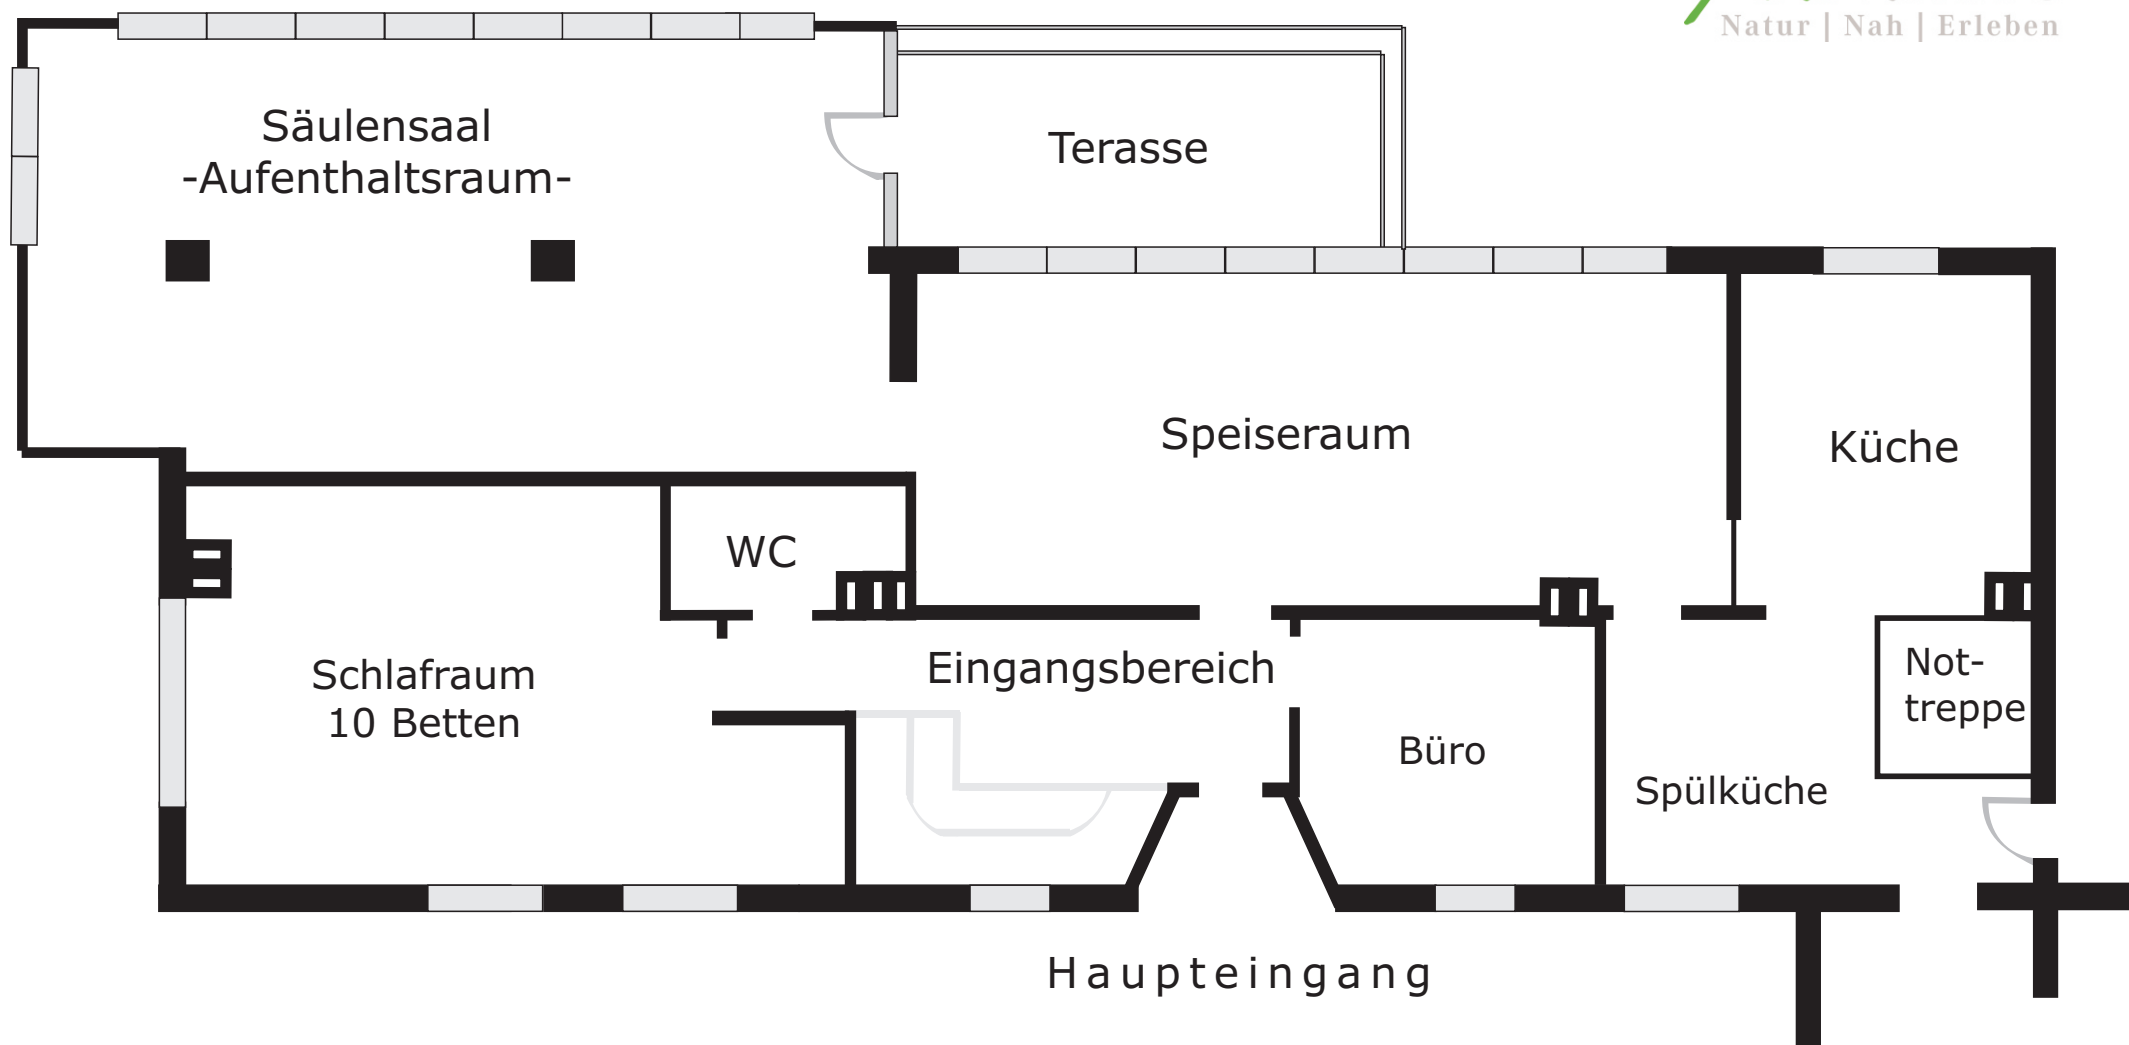 Natur | Nah | Erleben
Säulensaal
-Aufenthaltsraum-
Terasse
Speiseraum
Küche
WC
Schlafraum
10 Betten
Eingangsbereich
Büro
Spülküche
Not-
treppe
Haupteingang